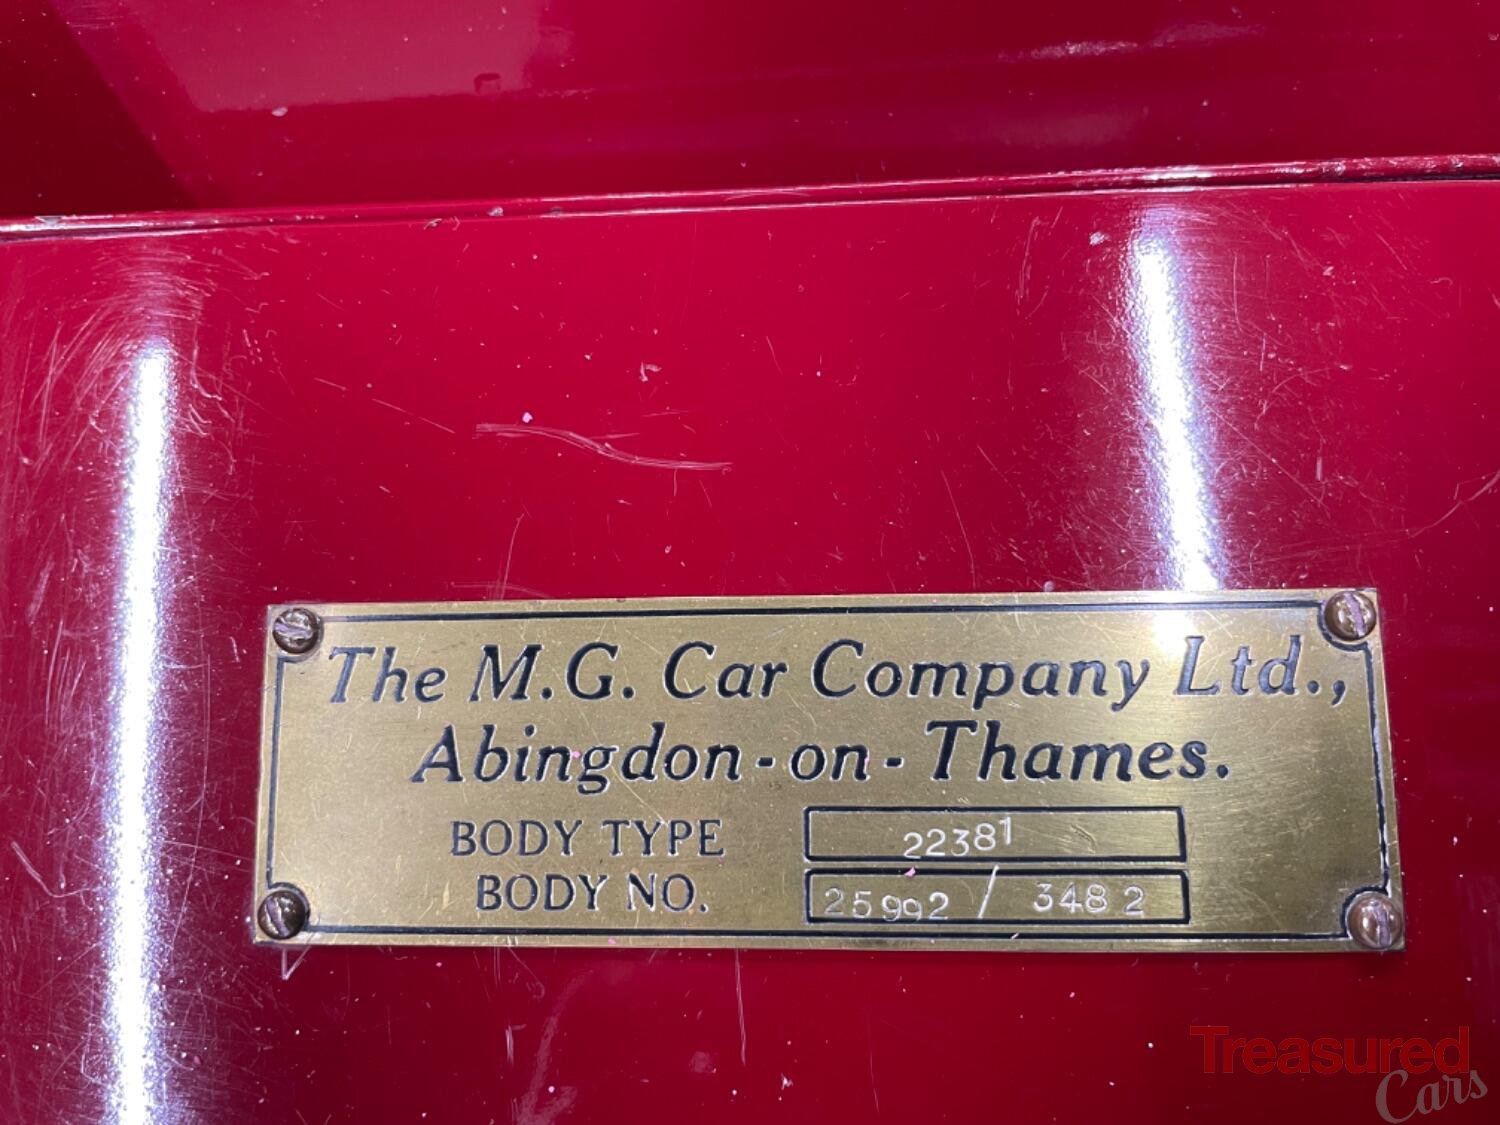 The M.G. Car Company Ltd.,
Abingdon-on-Thames.
BODY TYPE 22381
BODY NO. 25992 / 3482
Treasured
Cars